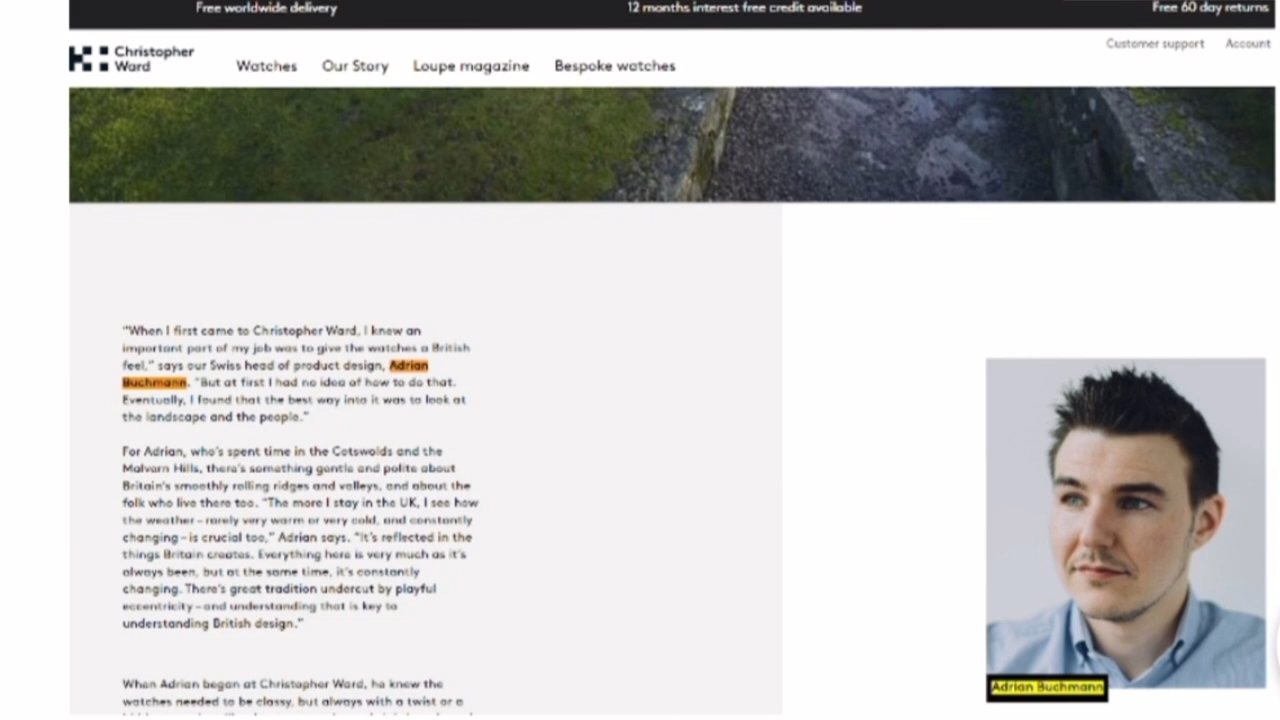 Free worldwide delivery
12 months interest free credit available
Free 60 day returns
Customer support
Account
Christopher
Ward
Watches
Our Story
Loupe magazine
Bespoke watches
"When I first came to Christopher Ward, I knew an
important part of my job was to give the watches a British
feel," says our Swiss head of product design, Adrian
Buchmann. "But at first I had no idea of how to do that.
Eventually, I found that the best way into it was to look at
the landscape and the people."
For Adrian, who's spent time in the Cotswolds and the
Malvern Hills, there's something gentle and polite about
Britain's smoothly rolling ridges and valleys, and about the
folk who live there too. "The more I stay in the UK, I see how
the weather – rarely very warm or very cold, and constantly
changing – is crucial too," Adrian says. "It's reflected in the
things Britain creates. Everything here is very much as it's
always been, but at the same time, it's constantly
changing. There's great tradition undercut by playful
eccentricity – and understanding that is key to
understanding British design."
When Adrian began at Christopher Ward, he knew the
watches needed to be classy, but always with a twist or a
Adrian Buchmann